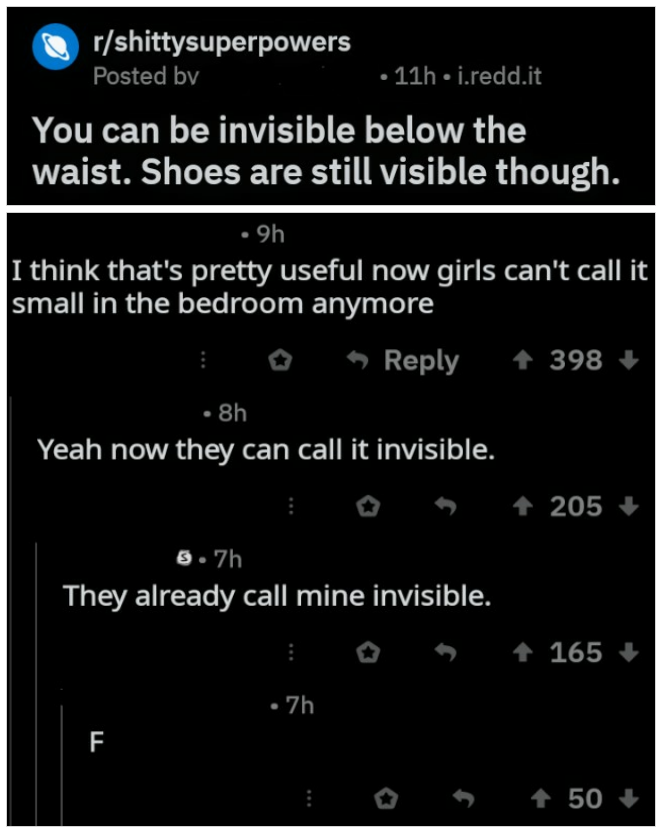 r/shittysuperpowers
Posted by
• 11h • i.redd.it
You can be invisible below the
waist. Shoes are still visible though.
• 9h
I think that's pretty useful now girls can't call it
small in the bedroom anymore
Reply 398
• 8h
Yeah now they can call it invisible.
205
S • 7h
They already call mine invisible.
165
• 7h
F
50